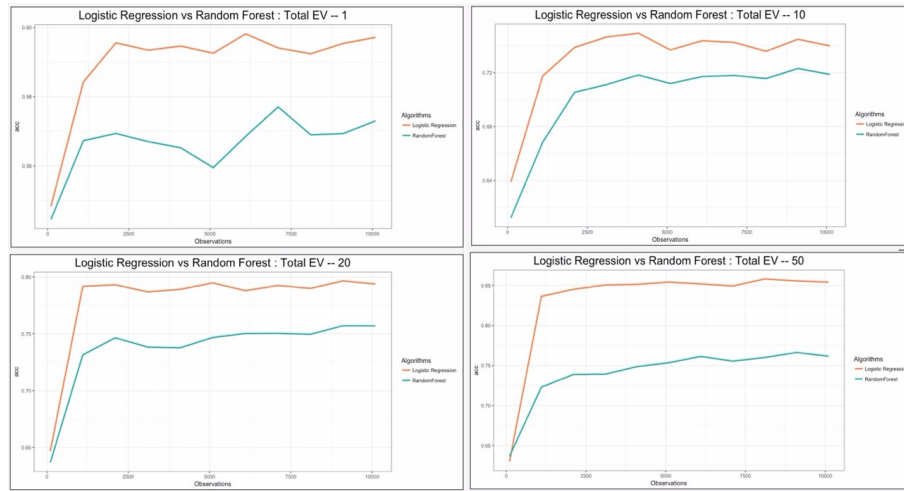 Logistic Regression vs Random Forest : Total EV -- 1
0.60
0.58
0.56
acc
0
2500
5000
7500
10000
Observations
Algorithms
Logistic Regression
RandomForest
Logistic Regression vs Random Forest : Total EV -- 10
0.72
0.68
0.64
acc
0
2500
5000
7500
10000
Observations
Algorithms
Logistic Regression
RandomForest
Logistic Regression vs Random Forest : Total EV -- 20
0.80
0.75
0.70
0.65
acc
0
2500
5000
7500
10000
Observations
Algorithms
Logistic Regression
RandomForest
Logistic Regression vs Random Forest : Total EV -- 50
0.85
0.80
0.75
0.70
0.65
acc
0
2500
5000
7500
10000
Observations
Algorithms
Logistic Regression
RandomForest